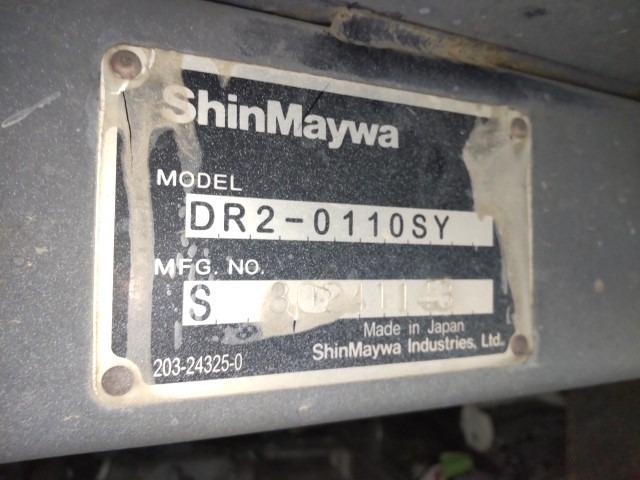 ShinMaywa
MODEL
DR2-0110SY
MFG. NO.
S
Made in Japan
203-24325-0 ShinMaywa Industries, Ltd.